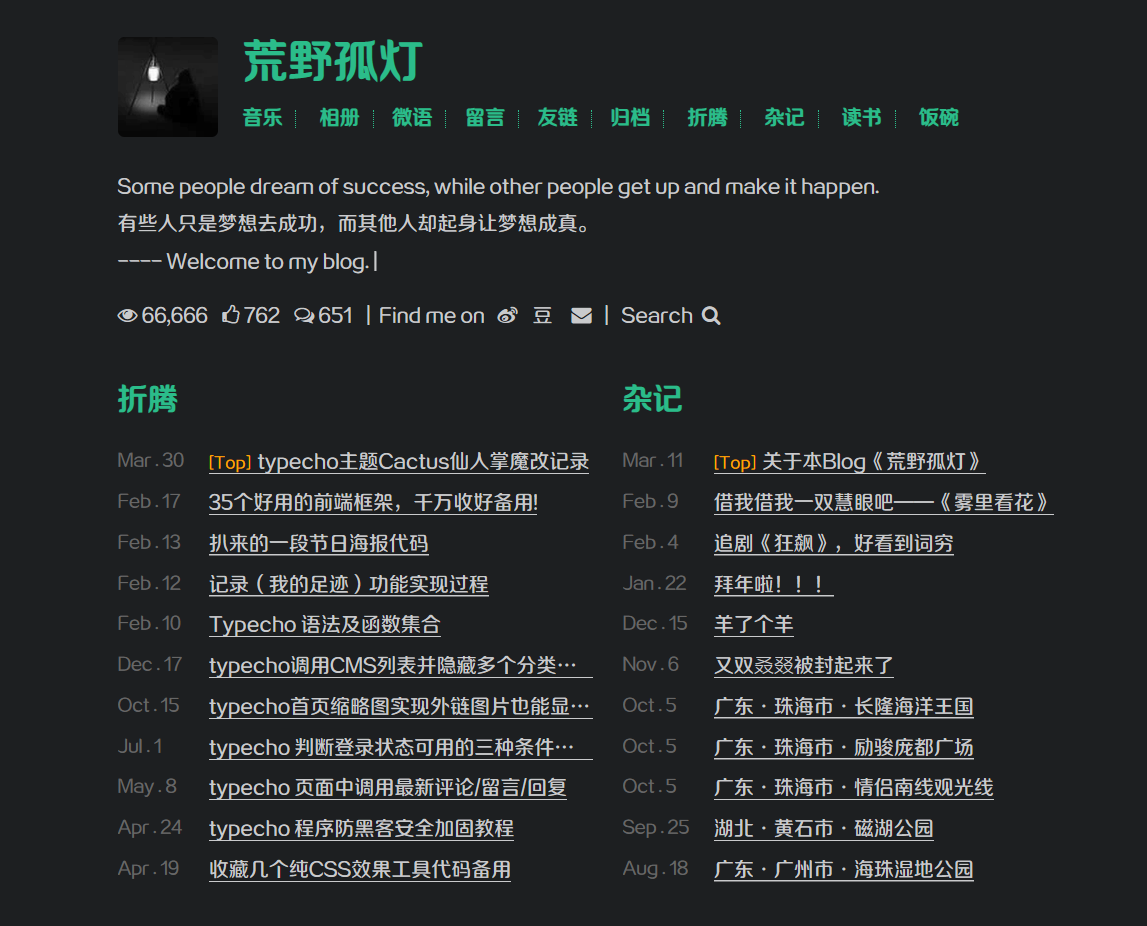 荒野孤灯
音乐 相册 微语 留言 友链 归档 折腾 杂记 读书 饭碗
Some people dream of success, while other people get up and make it happen.
有些人只是梦想去成功，而其他人却起身让梦想成真。
---- Welcome to my blog. |
66,666 762 651 | Find me on 豆 | Search
折腾
Mar . 30 [Top] typecho主题Cactus仙人掌魔改记录
Feb . 17 35个好用的前端框架，千万收好备用!
Feb . 13 扒来的一段节日海报代码
Feb . 12 记录（我的足迹）功能实现过程
Feb . 10 Typecho 语法及函数集合
Dec . 17 typecho调用CMS列表并隐藏多个分类…
Oct . 15 typecho首页缩略图实现外链图片也能显…
Jul . 1 typecho 判断登录状态可用的三种条件…
May . 8 typecho 页面中调用最新评论/留言/回复
Apr . 24 typecho 程序防黑客安全加固教程
Apr . 19 收藏几个纯CSS效果工具代码备用
杂记
Mar . 11 [Top] 关于本Blog《荒野孤灯》
Feb . 9 借我借我一双慧眼吧——《雾里看花》
Feb . 4 追剧《狂飙》，好看到词穷
Jan . 22 拜年啦！！！
Dec . 15 羊了个羊
Nov . 6 又双叒叕被封起来了
Oct . 5 广东 · 珠海市 · 长隆海洋王国
Oct . 5 广东 · 珠海市 · 励骏庞都广场
Oct . 5 广东 · 珠海市 · 情侣南线观光线
Sep . 25 湖北 · 黄石市 · 磁湖公园
Aug . 18 广东 · 广州市 · 海珠湿地公园